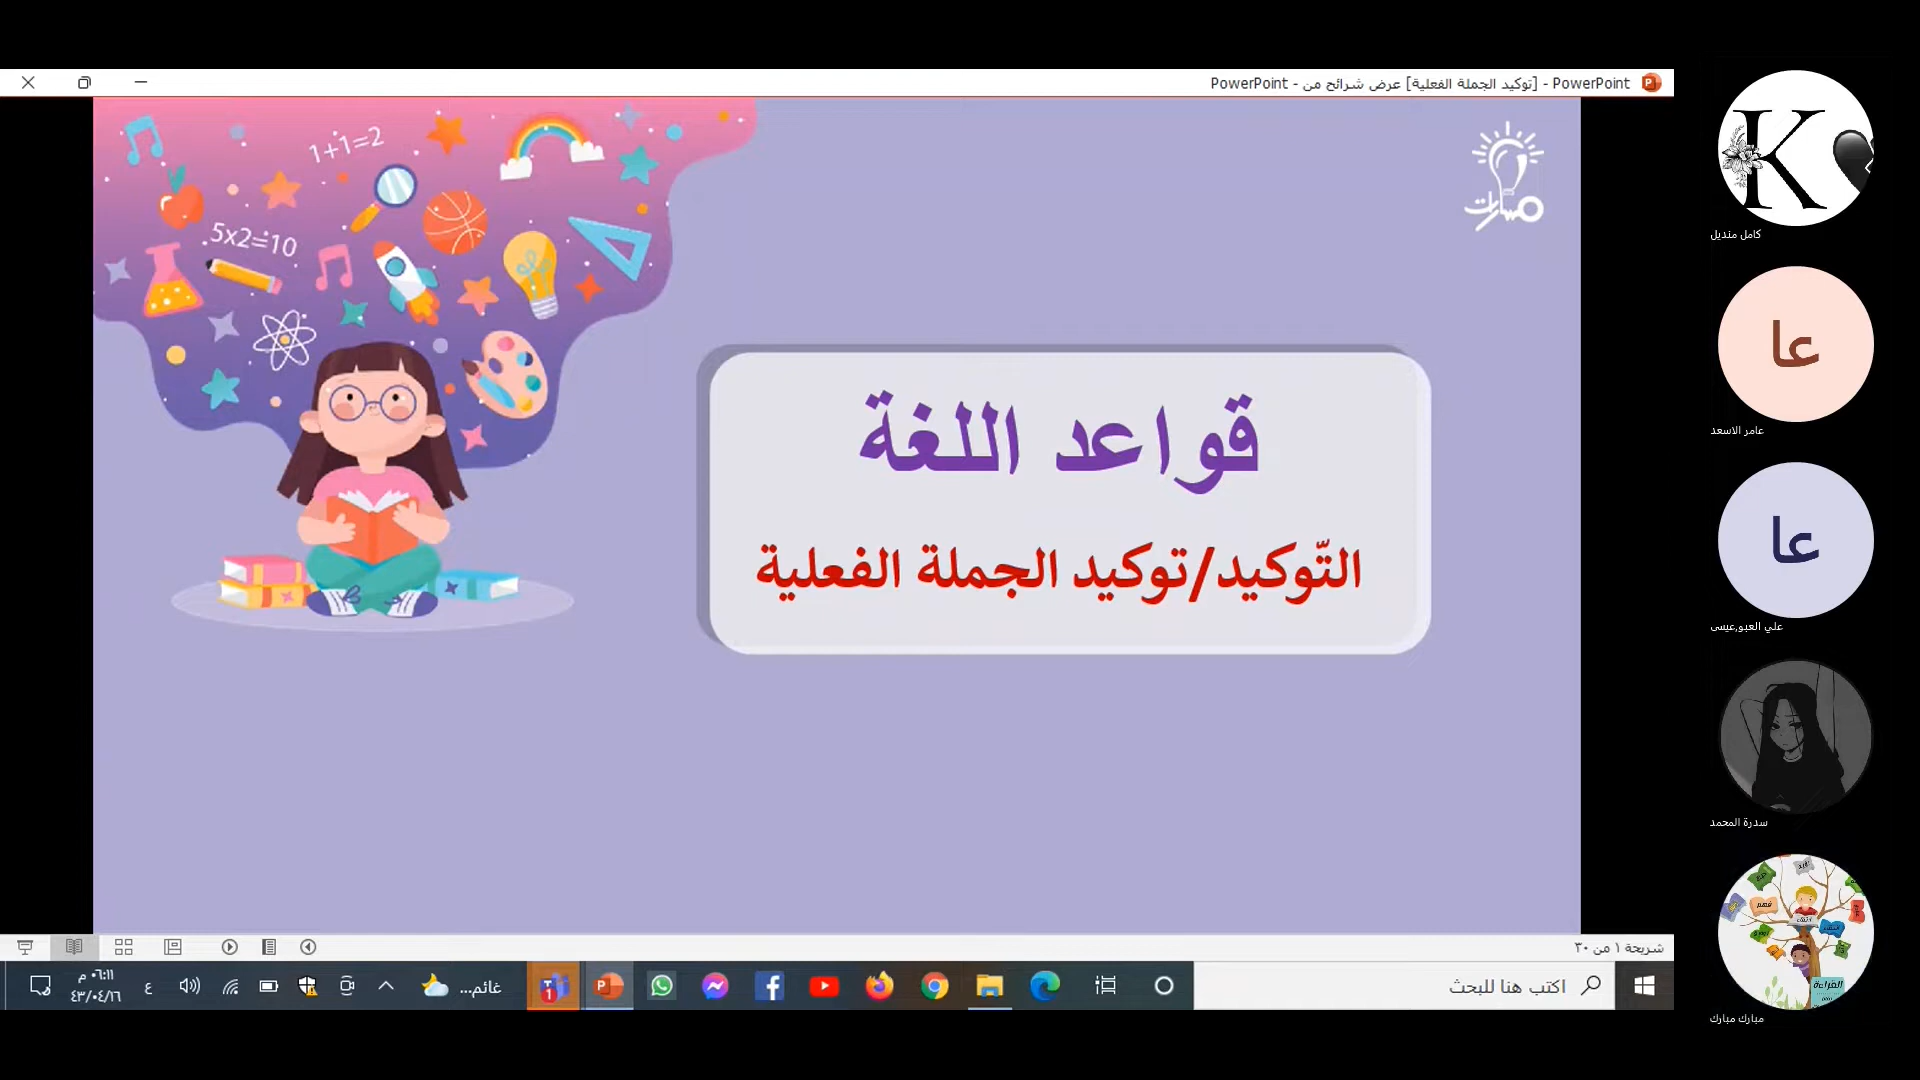 PowerPoint - [توكيد الجملة الفعلية] عرض شرائح من - PowerPoint
1+1=2
5x2=10
مسارات
قواعد اللغة
التّوكيد/توكيد الجملة الفعلية
كامل منديل
عا
عامر الاسعد
عا
علي العبو,عيسى
سدرة المحمد
القراءة
مبارك مبارك
شريحة ١ من ٣٠
اكتب هنا للبحث
غائم...
ع
٠٦:١١ م
٤٣/٠٤/١٦